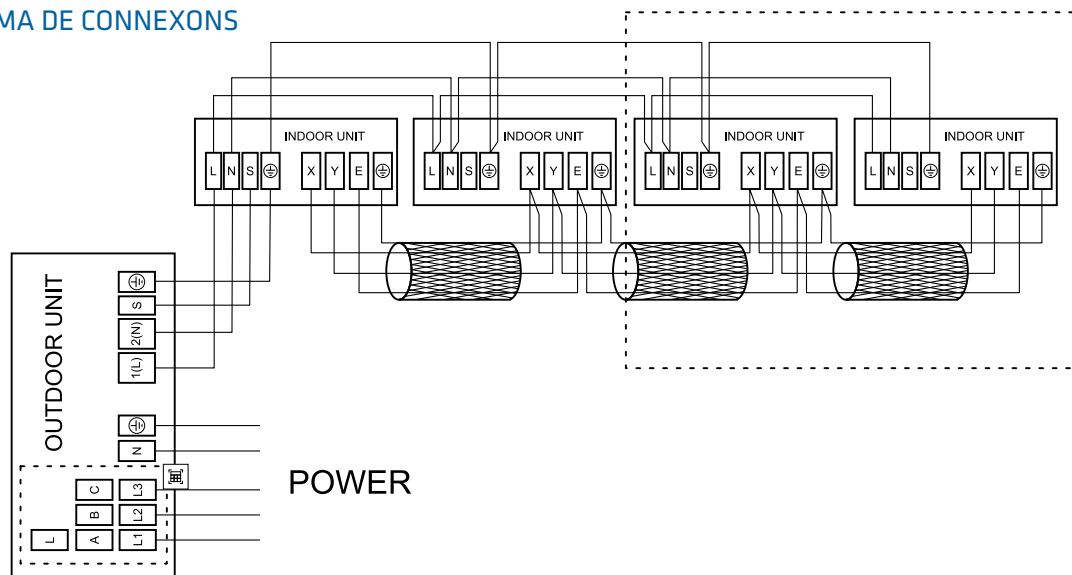 MA DE CONNEXONS
INDOOR UNIT INDOOR UNIT INDOOR UNIT INDOOR UNIT
L N S X Y E L N S X Y E L N S X Y E L N S X Y E
OUTDOOR UNIT
S
2(N)
1(L)
N
POWER
C L3
B L2
L A L1